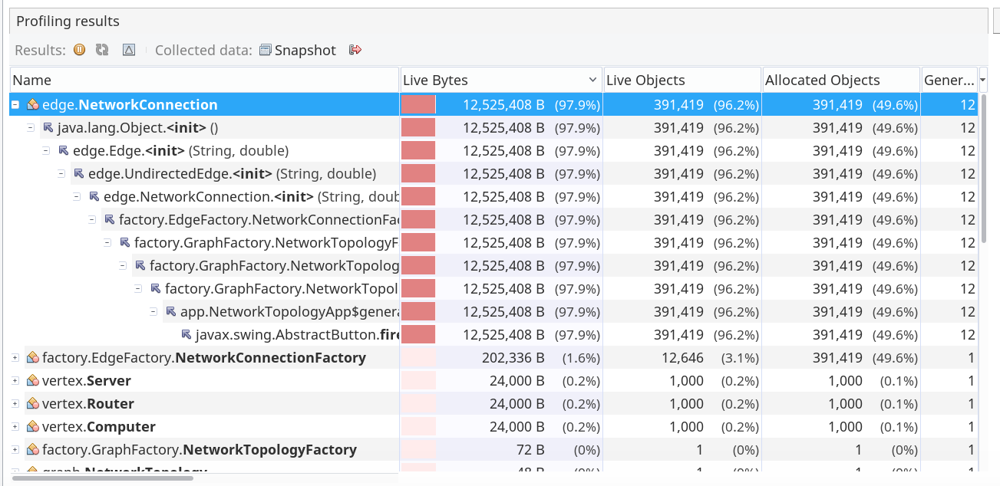 Profiling results
Results: Collected data: Snapshot
Name Live Bytes Live Objects Allocated Objects Gener...
edge.NetworkConnection 12,525,408 B (97.9%) 391,419 (96.2%) 391,419 (49.6%) 12
java.lang.Object.<init> () 12,525,408 B (97.9%) 391,419 (96.2%) 391,419 (49.6%) 12
edge.Edge.<init> (String, double) 12,525,408 B (97.9%) 391,419 (96.2%) 391,419 (49.6%) 12
edge.UndirectedEdge.<init> (String, double) 12,525,408 B (97.9%) 391,419 (96.2%) 391,419 (49.6%) 12
edge.NetworkConnection.<init> (String, doub 12,525,408 B (97.9%) 391,419 (96.2%) 391,419 (49.6%) 12
factory.EdgeFactory.NetworkConnectionFac 12,525,408 B (97.9%) 391,419 (96.2%) 391,419 (49.6%) 12
factory.GraphFactory.NetworkTopologyF 12,525,408 B (97.9%) 391,419 (96.2%) 391,419 (49.6%) 12
factory.GraphFactory.NetworkTopolog 12,525,408 B (97.9%) 391,419 (96.2%) 391,419 (49.6%) 12
factory.GraphFactory.NetworkTopol 12,525,408 B (97.9%) 391,419 (96.2%) 391,419 (49.6%) 12
app.NetworkTopologyApp$genera 12,525,408 B (97.9%) 391,419 (96.2%) 391,419 (49.6%) 12
javax.swing.AbstractButton.fire 12,525,408 B (97.9%) 391,419 (96.2%) 391,419 (49.6%) 12
factory.EdgeFactory.NetworkConnectionFactory 202,336 B (1.6%) 12,646 (3.1%) 391,419 (49.6%) 1
vertex.Server 24,000 B (0.2%) 1,000 (0.2%) 1,000 (0.1%) 1
vertex.Router 24,000 B (0.2%) 1,000 (0.2%) 1,000 (0.1%) 1
vertex.Computer 24,000 B (0.2%) 1,000 (0.2%) 1,000 (0.1%) 1
factory.GraphFactory.NetworkTopologyFactory 72 B (0%) 1 (0%) 1 (0%) 1
graph.NetworkTopology 48 B (0%) 1 (0%) 1 (0%) 1